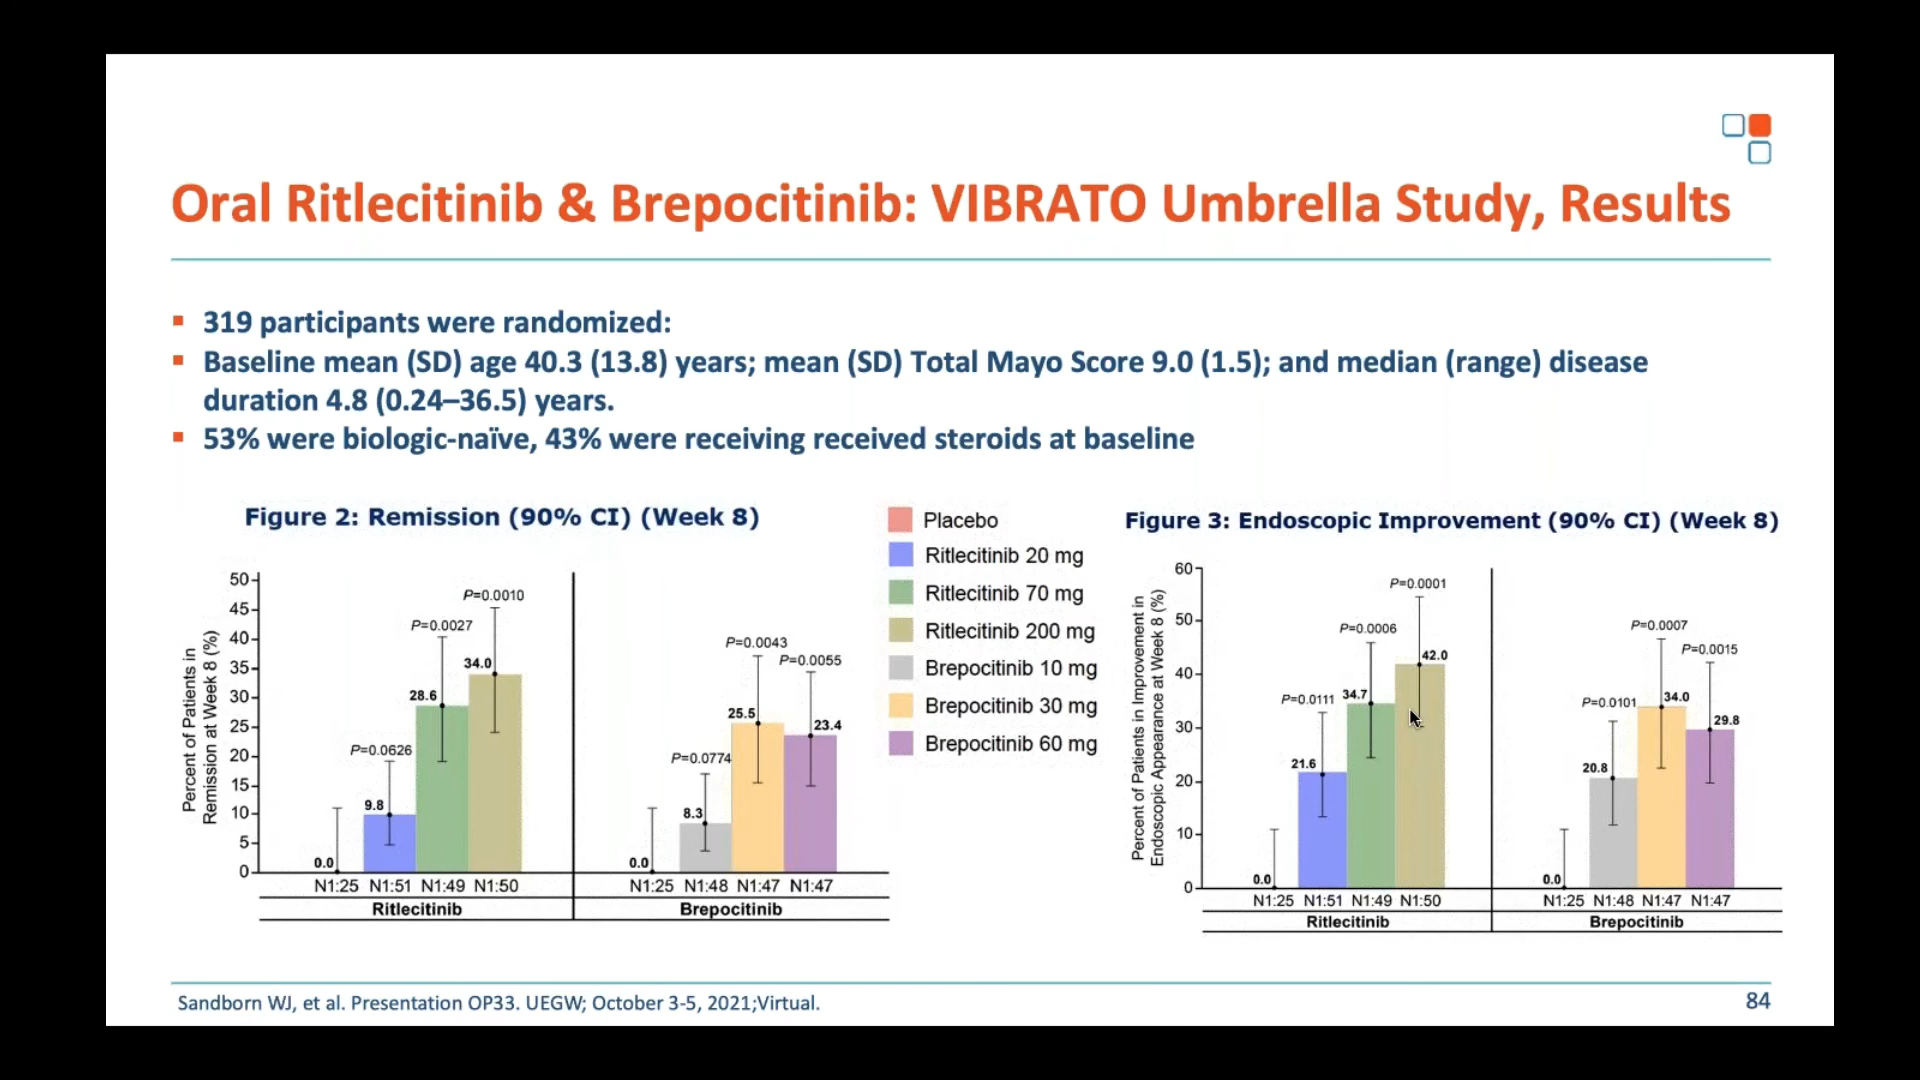 Oral Ritlecitinib & Brepocitinib: VIBRATO Umbrella Study, Results
319 participants were randomized:
Baseline mean (SD) age 40.3 (13.8) years; mean (SD) Total Mayo Score 9.0 (1.5); and median (range) disease
duration 4.8 (0.24–36.5) years.
53% were biologic-naïve, 43% were receiving received steroids at baseline
Figure 2: Remission (90% CI) (Week 8)
Percent of Patients in
Remission at Week 8 (%)
50
45
40
35
30
25
20
15
10
5
0
0.0
P=0.0626
9.8
P=0.0027
28.6
P=0.0010
34.0
0.0
P=0.0774
8.3
P=0.0043
25.5
P=0.0055
23.4
N1:25 N1:51 N1:49 N1:50
N1:25 N1:48 N1:47 N1:47
Ritlecitinib
Brepocitinib
Placebo
Ritlecitinib 20 mg
Ritlecitinib 70 mg
Ritlecitinib 200 mg
Brepocitinib 10 mg
Brepocitinib 30 mg
Brepocitinib 60 mg
Figure 3: Endoscopic Improvement (90% CI) (Week 8)
Percent of Patients in Improvement in
Endoscopic Appearance at Week 8 (%)
60
50
40
30
20
10
0
0.0
P=0.0111
21.6
P=0.0006
34.7
P=0.0001
42.0
0.0
P=0.0101
20.8
P=0.0007
34.0
P=0.0015
29.8
N1:25 N1:51 N1:49 N1:50
N1:25 N1:48 N1:47 N1:47
Ritlecitinib
Brepocitinib
Sandborn WJ, et al. Presentation OP33. UEGW; October 3-5, 2021;Virtual.
84